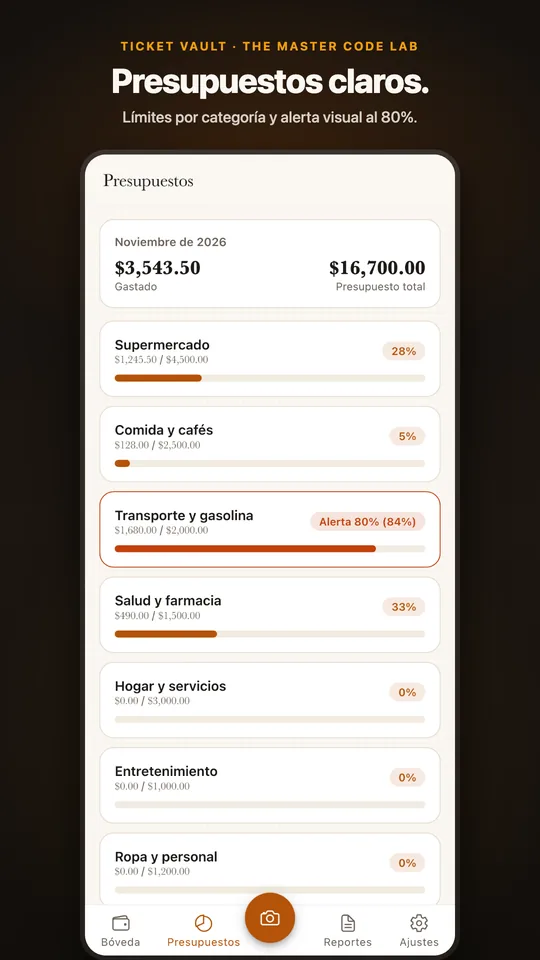 TICKET VAULT · THE MASTER CODE LAB
Presupuestos claros.
Límites por categoría y alerta visual al 80%.
Presupuestos
Noviembre de 2026
$3,543.50 $16,700.00
Gastado Presupuesto total
Supermercado 28%
$1,245.50 / $4,500.00
Comida y cafés 5%
$128.00 / $2,500.00
Transporte y gasolina Alerta 80% (84%)
$1,680.00 / $2,000.00
Salud y farmacia 33%
$490.00 / $1,500.00
Hogar y servicios 0%
$0.00 / $3,000.00
Entretenimiento 0%
$0.00 / $1,000.00
Ropa y personal 0%
$0.00 / $1,200.00
Bóveda Presupuestos Reportes Ajustes